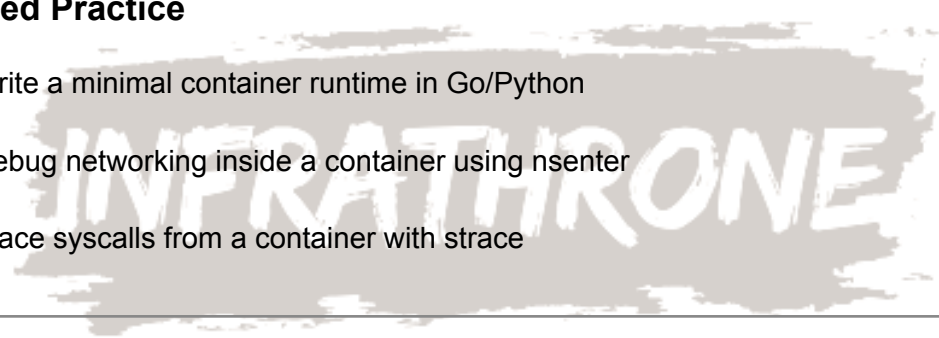 ed Practice
rite a minimal container runtime in Go/Python
INFRATHRONE
ebug networking inside a container using nsenter
ace syscalls from a container with strace